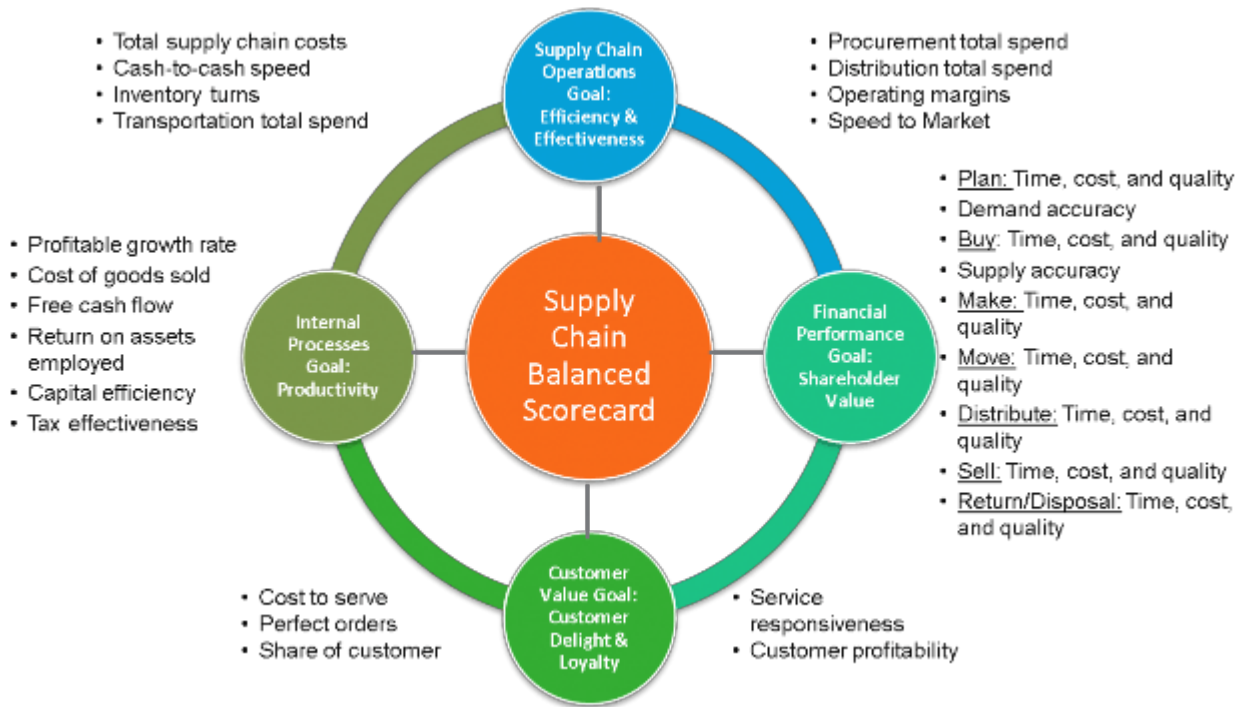 • Total supply chain costs
• Cash-to-cash speed
• Inventory turns
• Transportation total spend
Supply Chain
Operations
Goal:
Efficiency &
Effectiveness
• Procurement total spend
• Distribution total spend
• Operating margins
• Speed to Market
• Profitable growth rate
• Cost of goods sold
• Free cash flow
• Return on assets
employed
• Capital efficiency
• Tax effectiveness
Internal
Processes
Goal:
Productivity
Supply
Chain
Balanced
Scorecard
Financial
Performance
Goal:
Shareholder
Value
• Plan: Time, cost, and quality
• Demand accuracy
• Buy: Time, cost, and quality
• Supply accuracy
• Make: Time, cost, and
quality
• Move: Time, cost, and
quality
• Distribute: Time, cost, and
quality
• Sell: Time, cost, and quality
• Return/Disposal: Time, cost,
and quality
• Cost to serve
• Perfect orders
• Share of customer
Customer
Value Goal:
Customer
Delight &
Loyalty
• Service
responsiveness
• Customer profitability